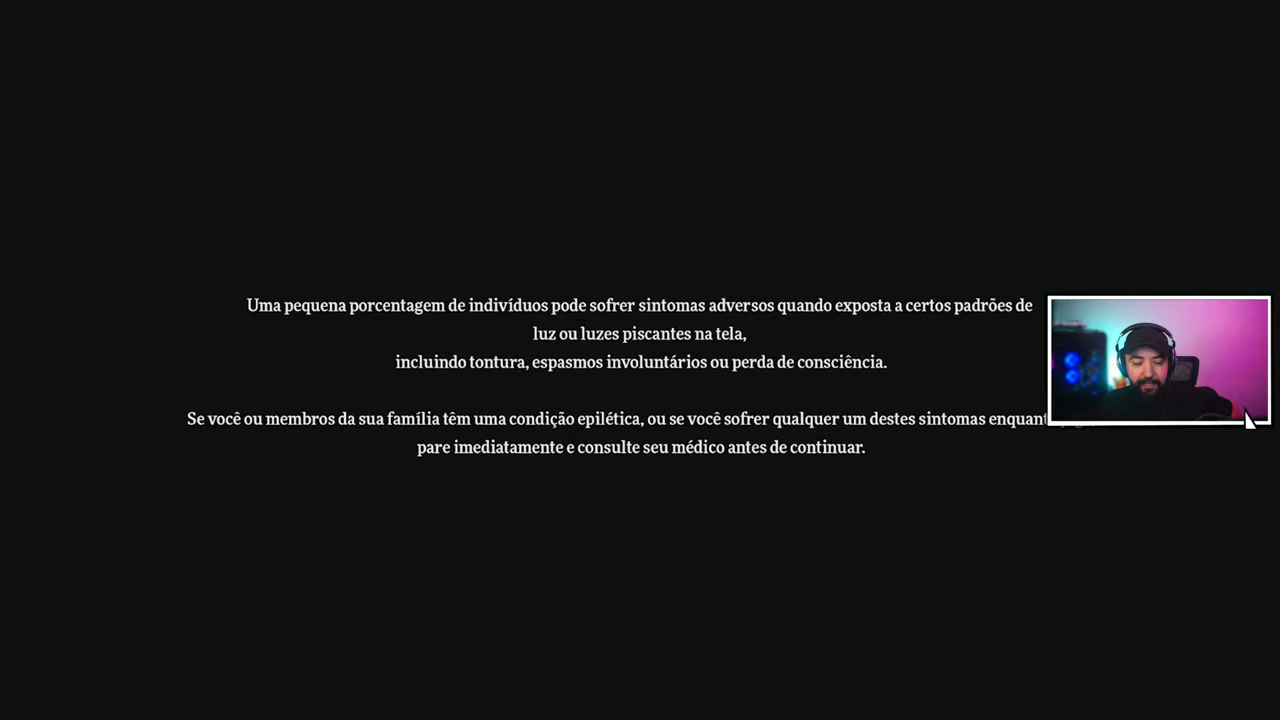 Uma pequena porcentagem de indivíduos pode sofrer sintomas adversos quando exposta a certos padrões de
luz ou luzes piscantes na tela,
incluindo tontura, espasmos involuntários ou perda de consciência.
Se você ou membros da sua família têm uma condição epilética, ou se você sofrer qualquer um destes sintomas
pare imediatamente e consulte seu médico antes de continuar.